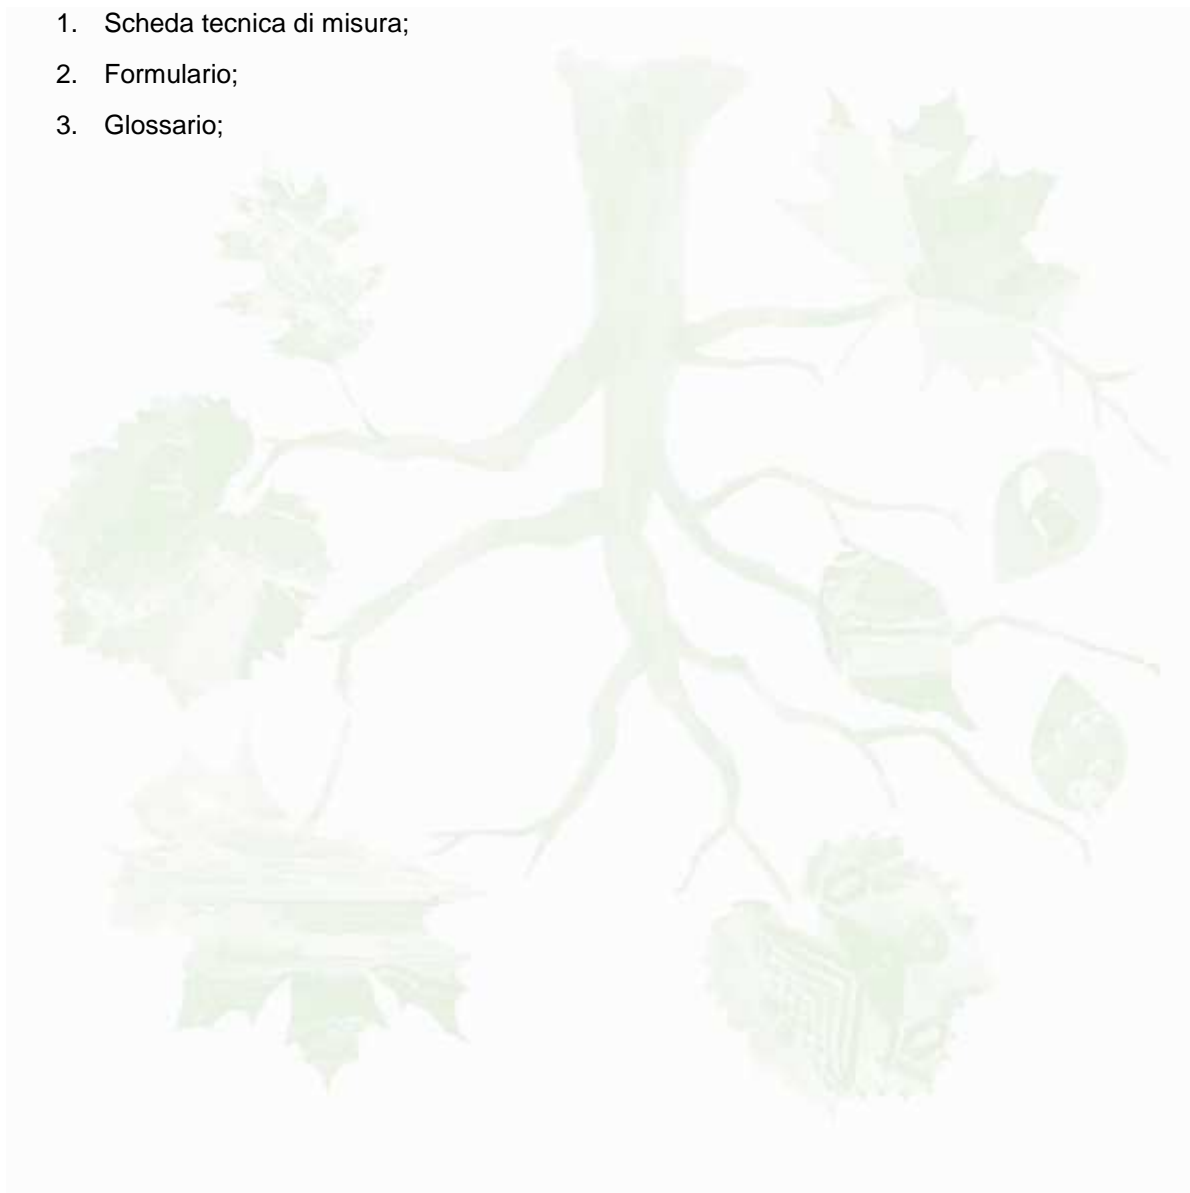 1. Scheda tecnica di misura;
2. Formulario;
3. Glossario;